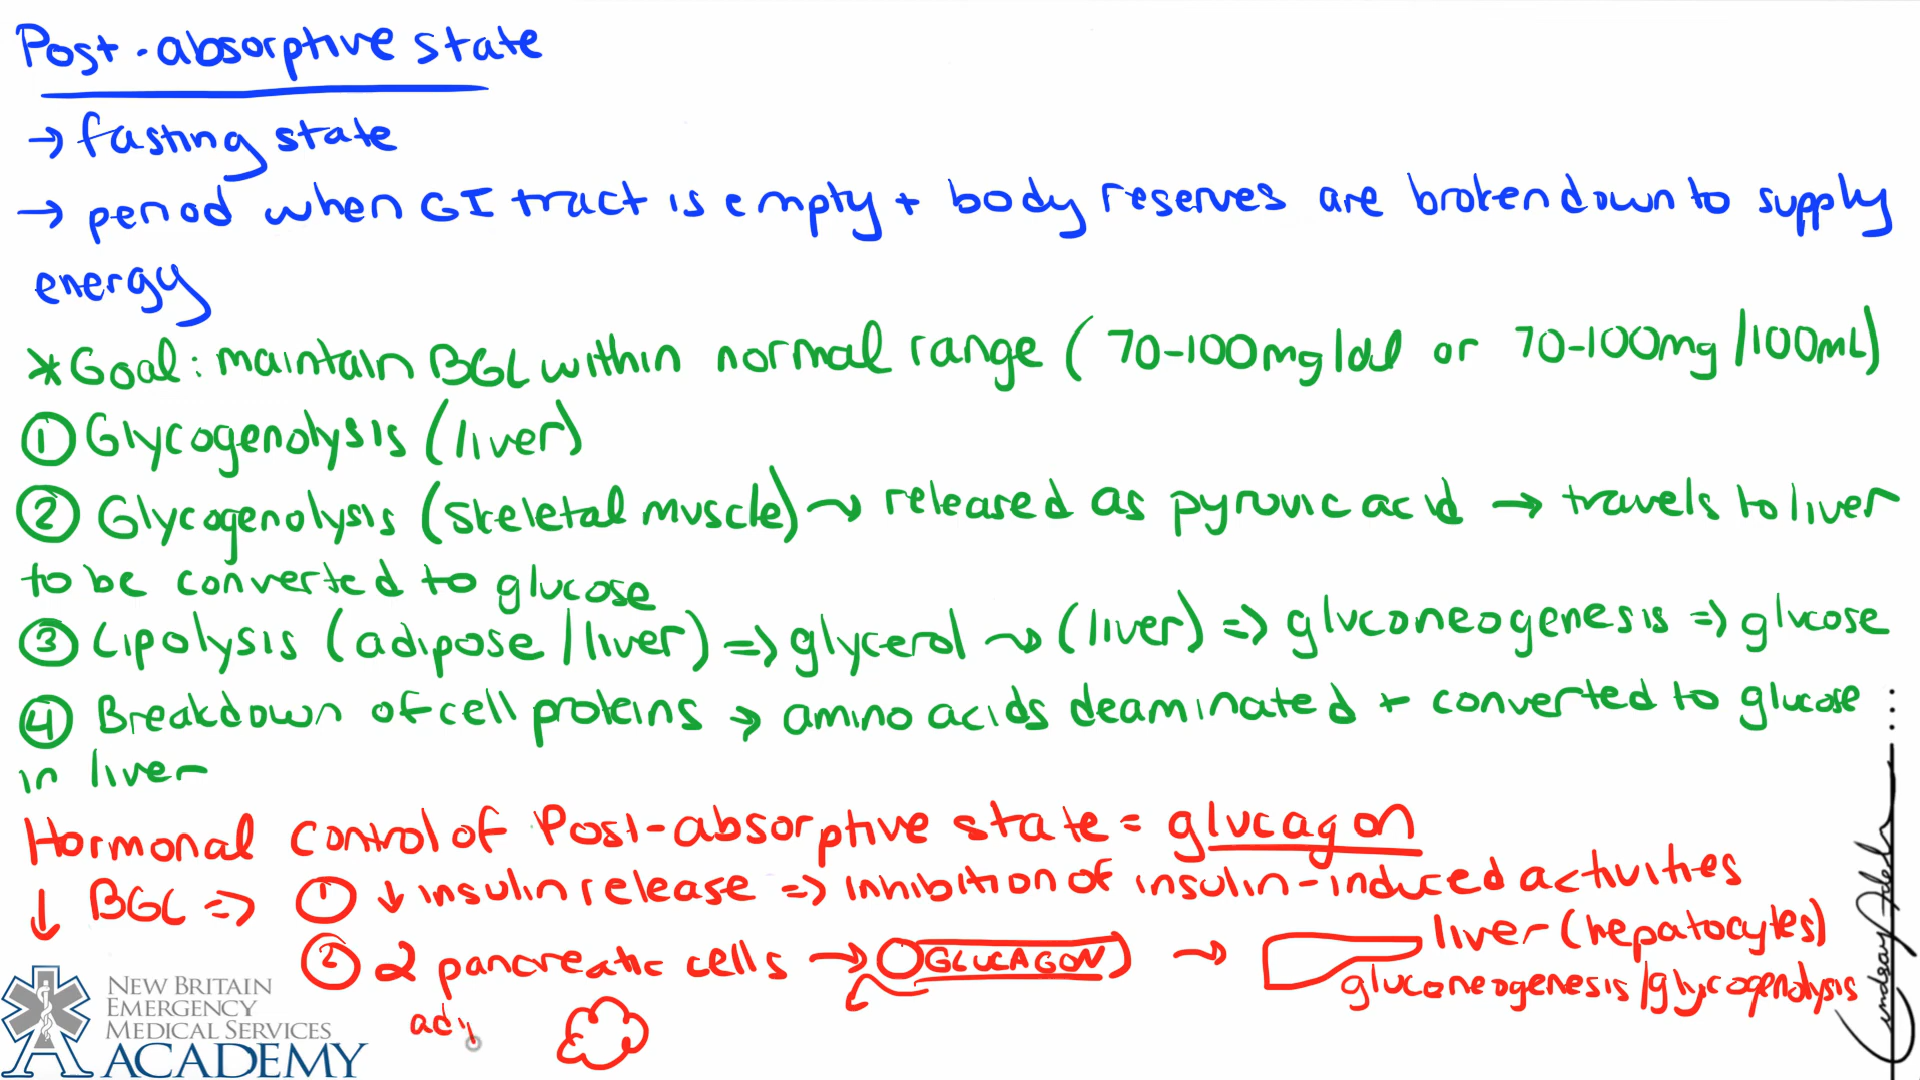 Post-absorptive state
→ fasting state
→ period when GI tract is empty + body reserves are broken down to supply
energy
*Goal: maintain BGL within normal range (70-100mg/dl or 70-100mg/100mL)
① Glycogenolysis (liver)
② Glycogenolysis (skeletal muscle) → released as pyruvic acid → travels to liver
to be converted to glucose
③ Lipolysis (adipose/liver) => glycerol → (liver) => gluconeogenesis => glucose
④ Breakdown of cell proteins → amino acids deaminated + converted to glucose
in liver
Hormonal control of Post-absorptive state = glucagon
↓ BGL => ① ↓ insulin release => inhibition of insulin-induced activities
② α pancreatic cells → GLUCAGON → liver (hepatocytes)
gluconeogenesis/glycogenolysis
adi
NEW BRITAIN
EMERGENCY
MEDICAL SERVICES
ACADEMY